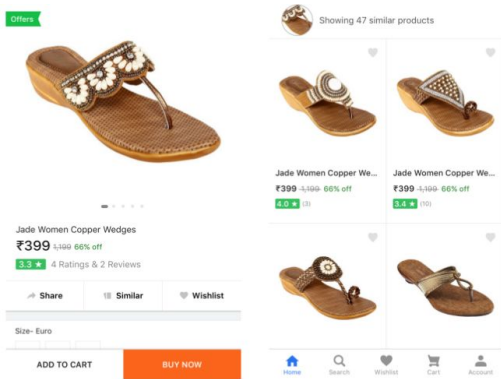 Offers
Jade Women Copper Wedges
₹399 1,199 66% off
3.3 ★ 4 Ratings & 2 Reviews
Share
Similar
Wishlist
Size- Euro
ADD TO CART
BUY NOW
Showing 47 similar products
Jade Women Copper We...
₹399 1,199 66% off
4.0 ★ (3)
Jade Women Copper We...
₹399 1,199 66% off
3.4 ★ (10)
Home
Search
Wishlist
Cart
Account